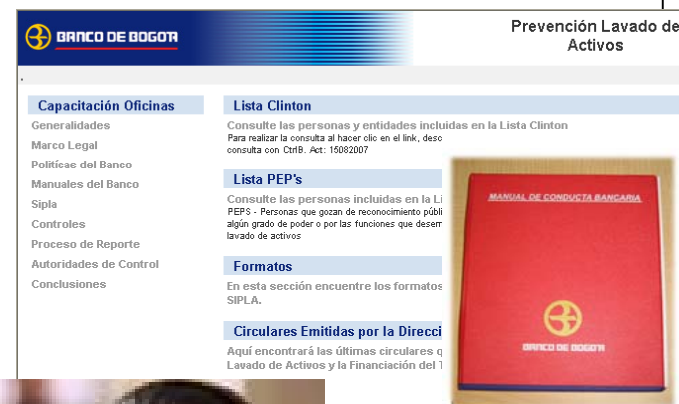 BANCO DE BOGOTA
Prevención Lavado de
Activos
.
Capacitación Oficinas
Generalidades
Marco Legal
Politícas del Banco
Manuales del Banco
Sipla
Controles
Proceso de Reporte
Autoridades de Control
Conclusiones
Lista Clinton
Consulte las personas y entidades incluidas en la Lista Clinton
Para realizar la consulta al hacer clic en el link, desc
consulta con CtrlB. Act: 15082007
Lista PEP's
Consulte las personas incluidas en la Li
PEPS - Personas que gozan de reconocimiento públi
algún grado de poder o por las funciones que desem
lavado de activos
Formatos
En esta sección encuentre los formatos
SIPLA.
Circulares Emitidas por la Direcci
Aquí encontrará las últimas circulares q
Lavado de Activos y la Financiación del T
MANUAL DE CONDUCTA BANCARIA
BANCO DE BOGOTA